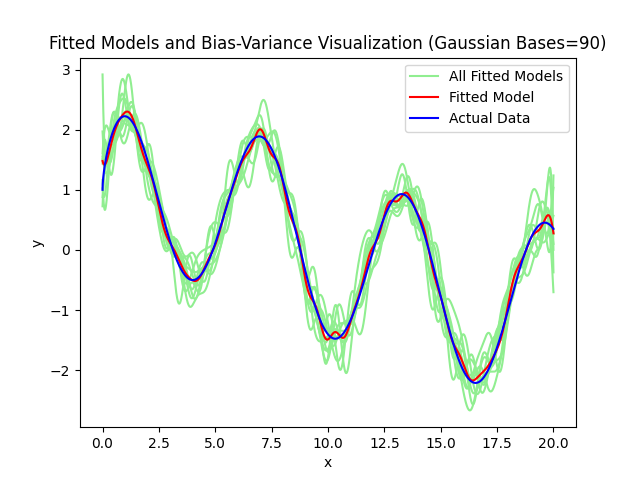 Fitted Models and Bias-Variance Visualization (Gaussian Bases=90)
All Fitted Models
Fitted Model
Actual Data
3
2
1
0
−1
−2
y
0.0 2.5 5.0 7.5 10.0 12.5 15.0 17.5 20.0
x